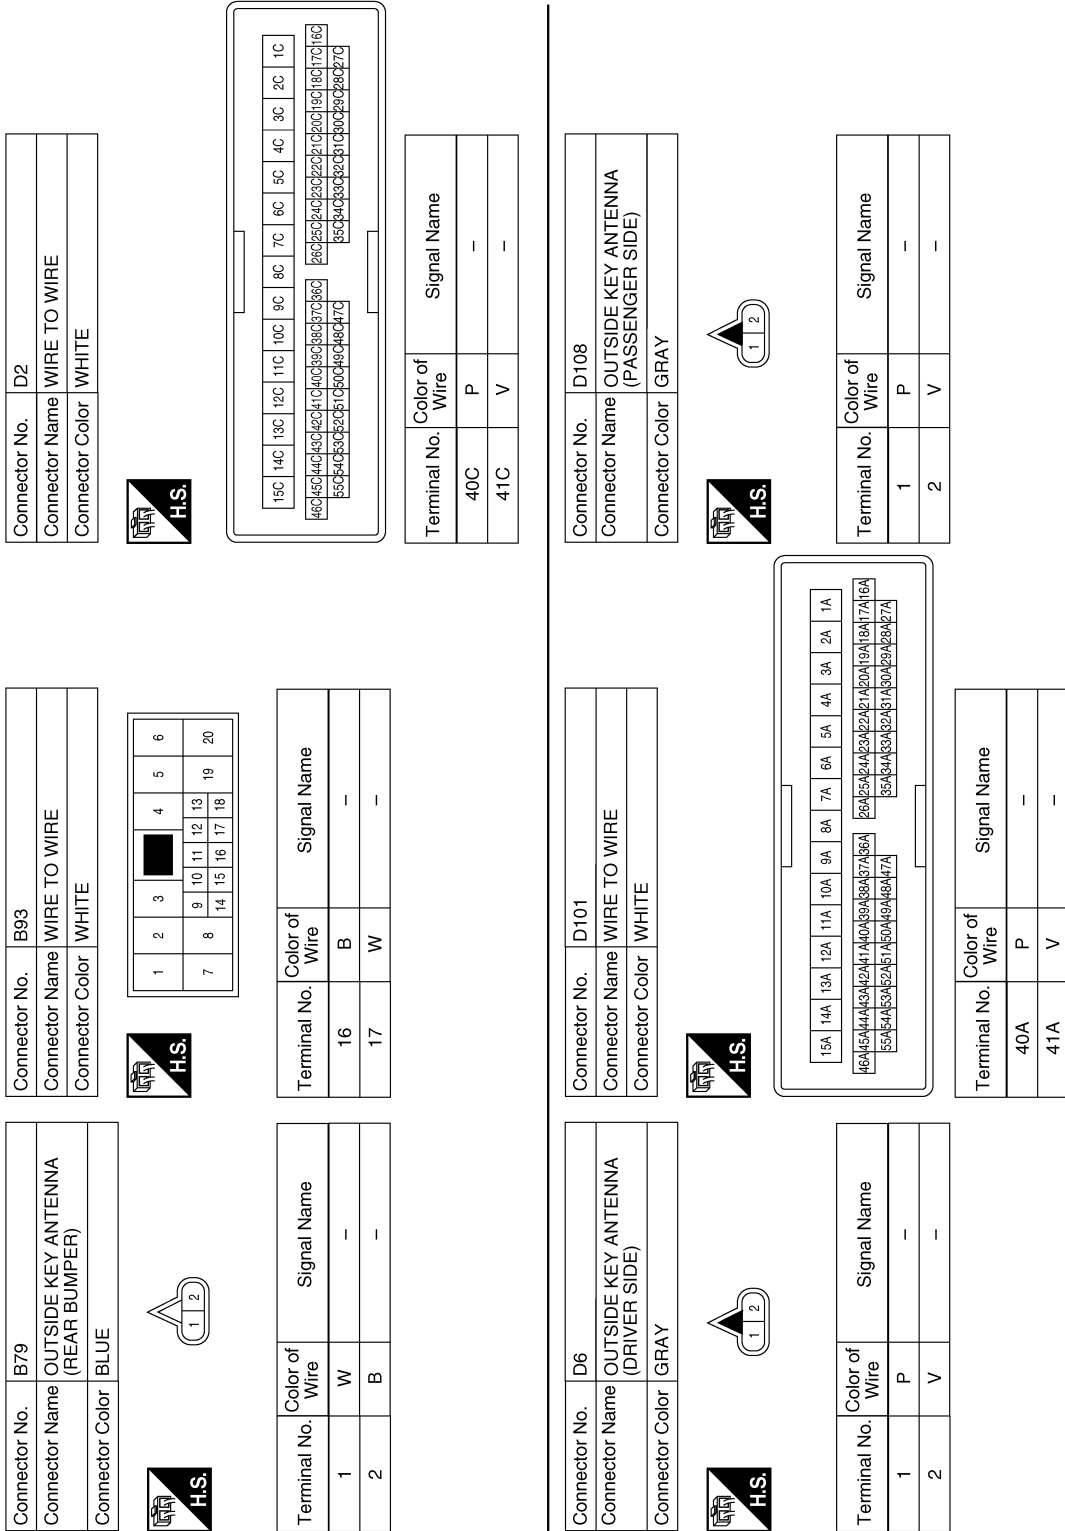 Connector No. B79
Connector Name OUTSIDE KEY ANTENNA
(REAR BUMPER)
Connector Color BLUE
H.S.
1 2
Terminal No. Color of Wire Signal Name
1 W –
2 B –
Connector No. B93
Connector Name WIRE TO WIRE
Connector Color WHITE
H.S.
1 2 3 4 5 6
7 8 9 10 11 12 13 19 20
14 15 16 17 18
Terminal No. Color of Wire Signal Name
16 B –
17 W –
Connector No. D2
Connector Name WIRE TO WIRE
Connector Color WHITE
H.S.
15C 14C 13C 12C 11C 10C 9C 8C 7C 6C 5C 4C 3C 2C 1C
46C 45C 44C 43C 42C 41C 40C 39C 38C 37C 36C 26C 25C 24C 23C 22C 21C 20C 19C 18C 17C 16C
55C 54C 53C 52C 51C 50C 49C 48C 47C 35C 34C 33C 32C 31C 30C 29C 28C 27C
Terminal No. Color of Wire Signal Name
40C P –
41C V –
Connector No. D6
Connector Name OUTSIDE KEY ANTENNA
(DRIVER SIDE)
Connector Color GRAY
H.S.
1 2
Terminal No. Color of Wire Signal Name
1 P –
2 V –
Connector No. D101
Connector Name WIRE TO WIRE
Connector Color WHITE
H.S.
15A 14A 13A 12A 11A 10A 9A 8A 7A 6A 5A 4A 3A 2A 1A
46A 45A 44A 43A 42A 41A 40A 39A 38A 37A 36A 26A 25A 24A 23A 22A 21A 20A 19A 18A 17A 16A
55A 54A 53A 52A 51A 50A 49A 48A 47A 35A 34A 33A 32A 31A 30A 29A 28A 27A
Terminal No. Color of Wire Signal Name
40A P –
41A V –
Connector No. D108
Connector Name OUTSIDE KEY ANTENNA
(PASSENGER SIDE)
Connector Color GRAY
H.S.
1 2
Terminal No. Color of Wire Signal Name
1 P –
2 V –